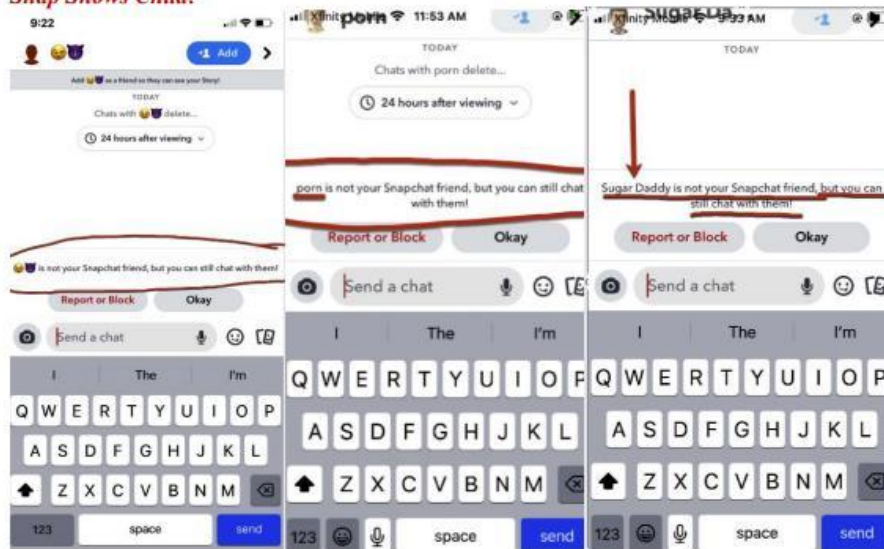 Snap Shows Child:
9:22
+1 Add
Add 😆😈 as a friend so they can see your Story!
TODAY
Chats with 😆😈 delete...
24 hours after viewing
😆😈 is not your Snapchat friend, but you can still chat with them!
Report or Block
Okay
Send a chat
I The I'm
Q W E R T Y U I O P
A S D F G H J K L
Z X C V B N M
123 space send
porn 11:53 AM
TODAY
Chats with porn delete...
24 hours after viewing
porn is not your Snapchat friend, but you can still chat
with them!
Report or Block
Okay
Send a chat
I The I'm
Q W E R T Y U I O P
A S D F G H J K L
Z X C V B N M
123 space send
TODAY
Sugar Daddy is not your Snapchat friend, but you can
still chat with them!
Report or Block
Okay
Send a chat
I The I'm
Q W E R T Y U I O P
A S D F G H J K L
Z X C V B N M
123 space send